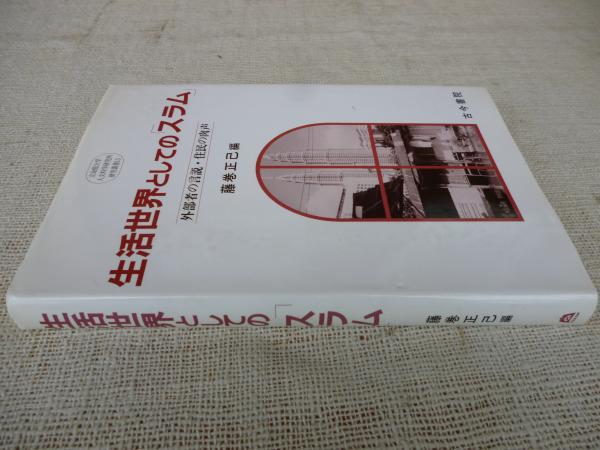 生活世界としての「スラム」
外部者の言説・住民の肉声
藤巻正己編
古今書院
生活世界としての「スラム
藤巻正己編